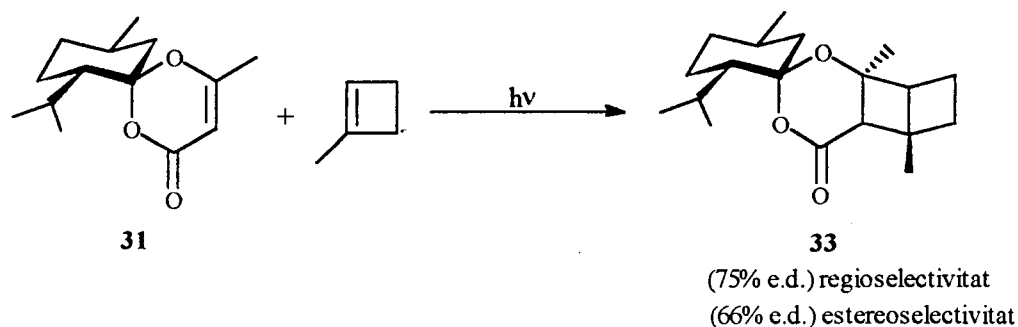 O
O
O
+
hν
O
O
O
31
33
(75% e.d.) regioselectivitat
(66% e.d.) estereoselectivitat